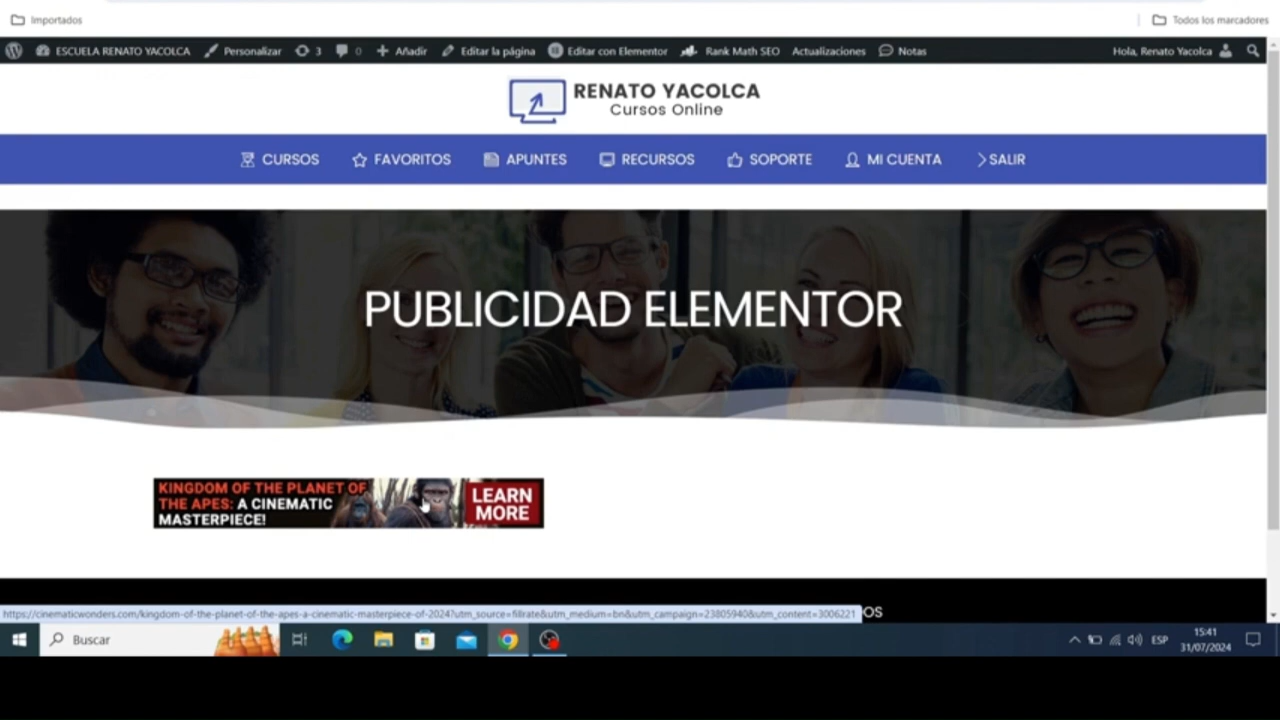 Importados
Todos los marcadores
ESCUELA RENATO YACOLCA Personalizar 3 0 Añadir Editar la página Editar con Elementor Rank Math SEO Actualizaciones Notas Hola, Renato Yacolca
RENATO YACOLCA
Cursos Online
CURSOS FAVORITOS APUNTES RECURSOS SOPORTE MI CUENTA SALIR
PUBLICIDAD ELEMENTOR
KINGDOM OF THE PLANET OF
THE APES: A CINEMATIC
MASTERPIECE!
LEARN
MORE
https://cinematicwonders.com/kingdom-of-the-planet-of-the-apes-a-cinematic-masterpiece-of-2024?utm_source=fillrate&utm_medium=bn&utm_campaign=23805940&utm_content=3006221
OS
Buscar
ESP
15:41
31/07/2024